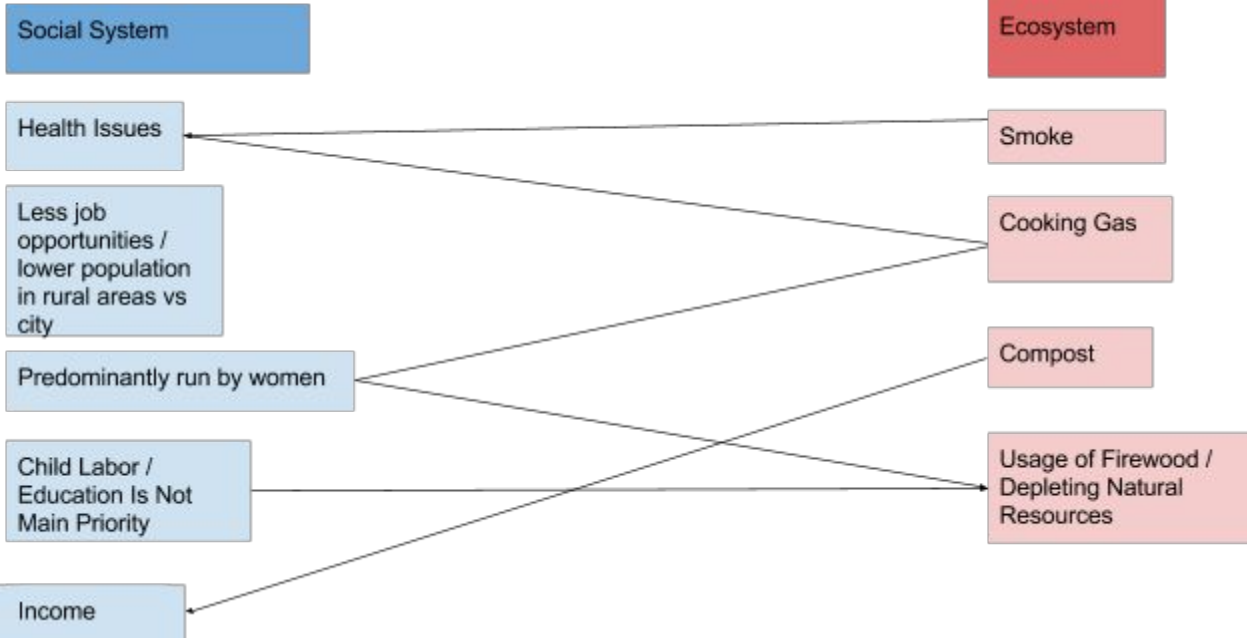 Social System
Health Issues
Less job
opportunities /
lower population
in rural areas vs
city
Predominantly run by women
Child Labor /
Education Is Not
Main Priority
Income
Ecosystem
Smoke
Cooking Gas
Compost
Usage of Firewood /
Depleting Natural
Resources